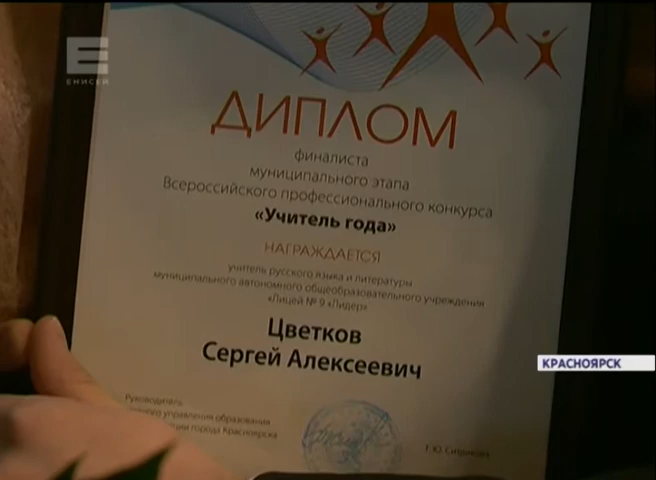 ЕНИСЕЙ
ДИПЛОМ
финалиста
муниципального этапа
Всероссийского профессионального конкурса
«Учитель года»
НАГРАЖДАЕТСЯ
учитель русского языка и литературы
муниципального автономного общеобразовательного учреждения
«Лицей № 9 «Лидер»
Цветков
Сергей Алексеевич
КРАСНОЯРСК
Руководитель
управления образования
города Красноярска